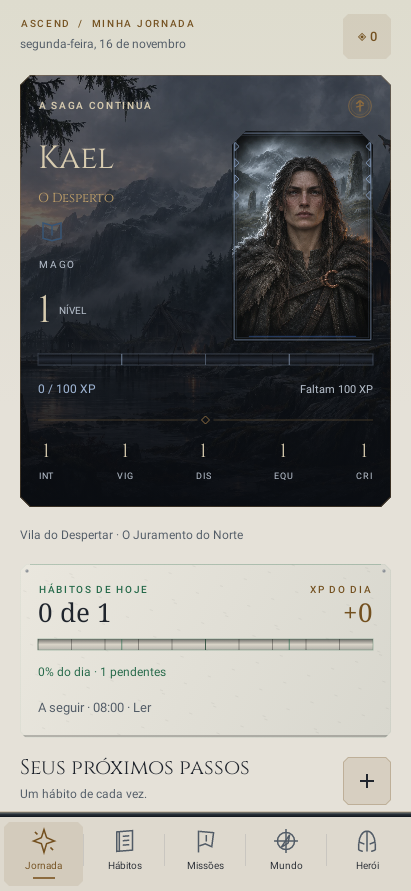 ASCEND / MINHA JORNADA
segunda-feira, 16 de novembro
0
A SAGA CONTINUA
Kael
O Desperto
MAGO
1 NÍVEL
0 / 100 XP
Faltam 100 XP
1 1 1 1 1
INT VIG DIS EQU CRI
Vila do Despertar · O Juramento do Norte
HÁBITOS DE HOJE
XP DO DIA
0 de 1
+0
0% do dia · 1 pendentes
A seguir · 08:00 · Ler
Seus próximos passos
Um hábito de cada vez.
+
Jornada Hábitos Missões Mundo Herói